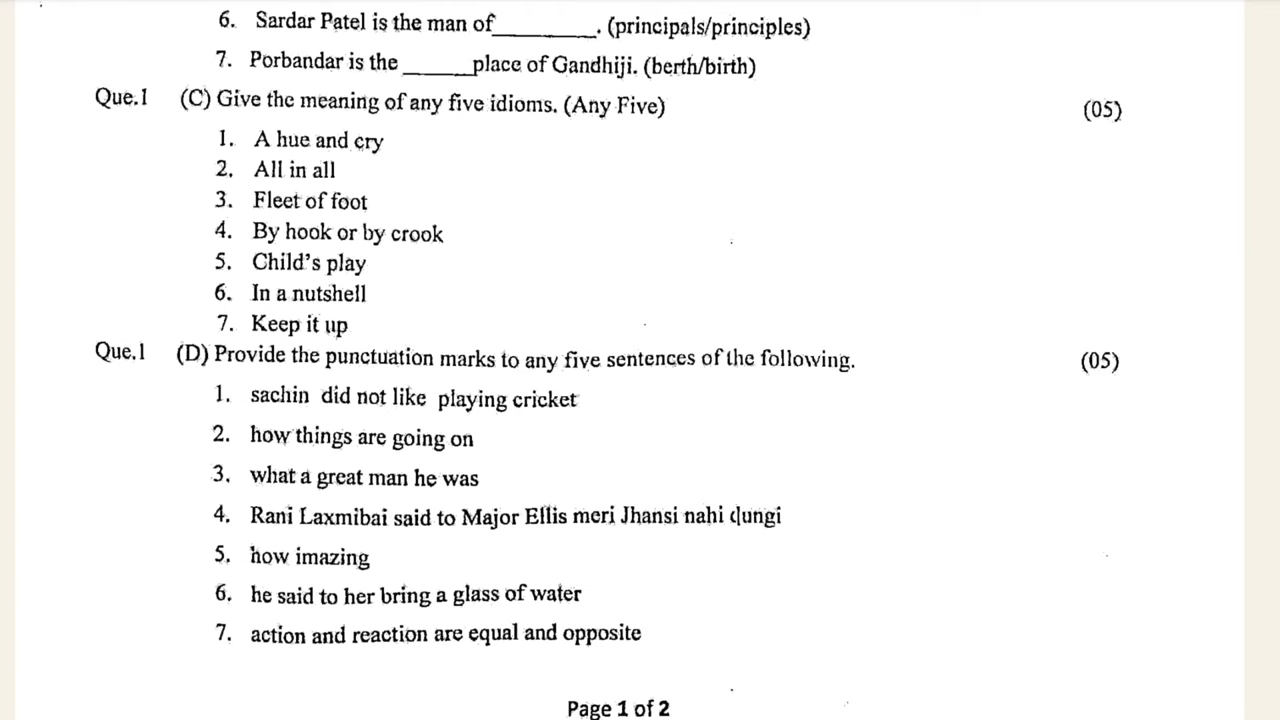 6. Sardar Patel is the man of_________. (principals/principles)
7. Porbandar is the ______place of Gandhiji. (berth/birth)
Que.1 (C) Give the meaning of any five idioms. (Any Five) (05)
1. A hue and cry
2. All in all
3. Fleet of foot
4. By hook or by crook
5. Child's play
6. In a nutshell
7. Keep it up
Que.1 (D) Provide the punctuation marks to any five sentences of the following. (05)
1. sachin did not like playing cricket
2. how things are going on
3. what a great man he was
4. Rani Laxmibai said to Major Ellis meri Jhansi nahi dungi
5. how imazing
6. he said to her bring a glass of water
7. action and reaction are equal and opposite
Page 1 of 2